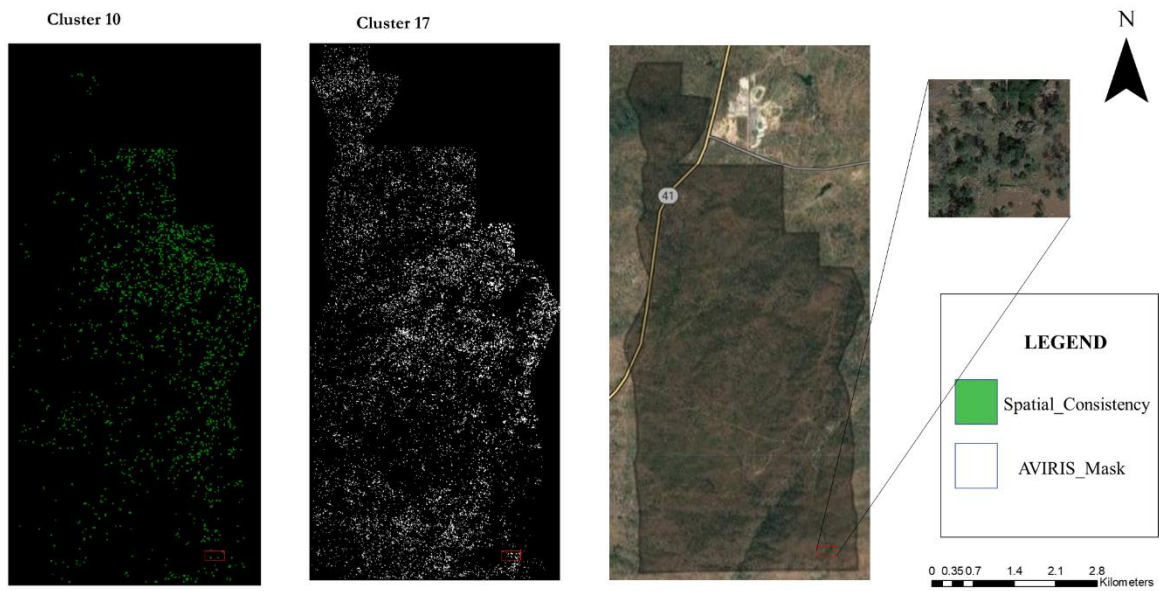 Cluster 10
Cluster 17
N
41
LEGEND
Spatial_Consistency
AVIRIS_Mask
0 0.35 0.7 1.4 2.1 2.8
Kilometers